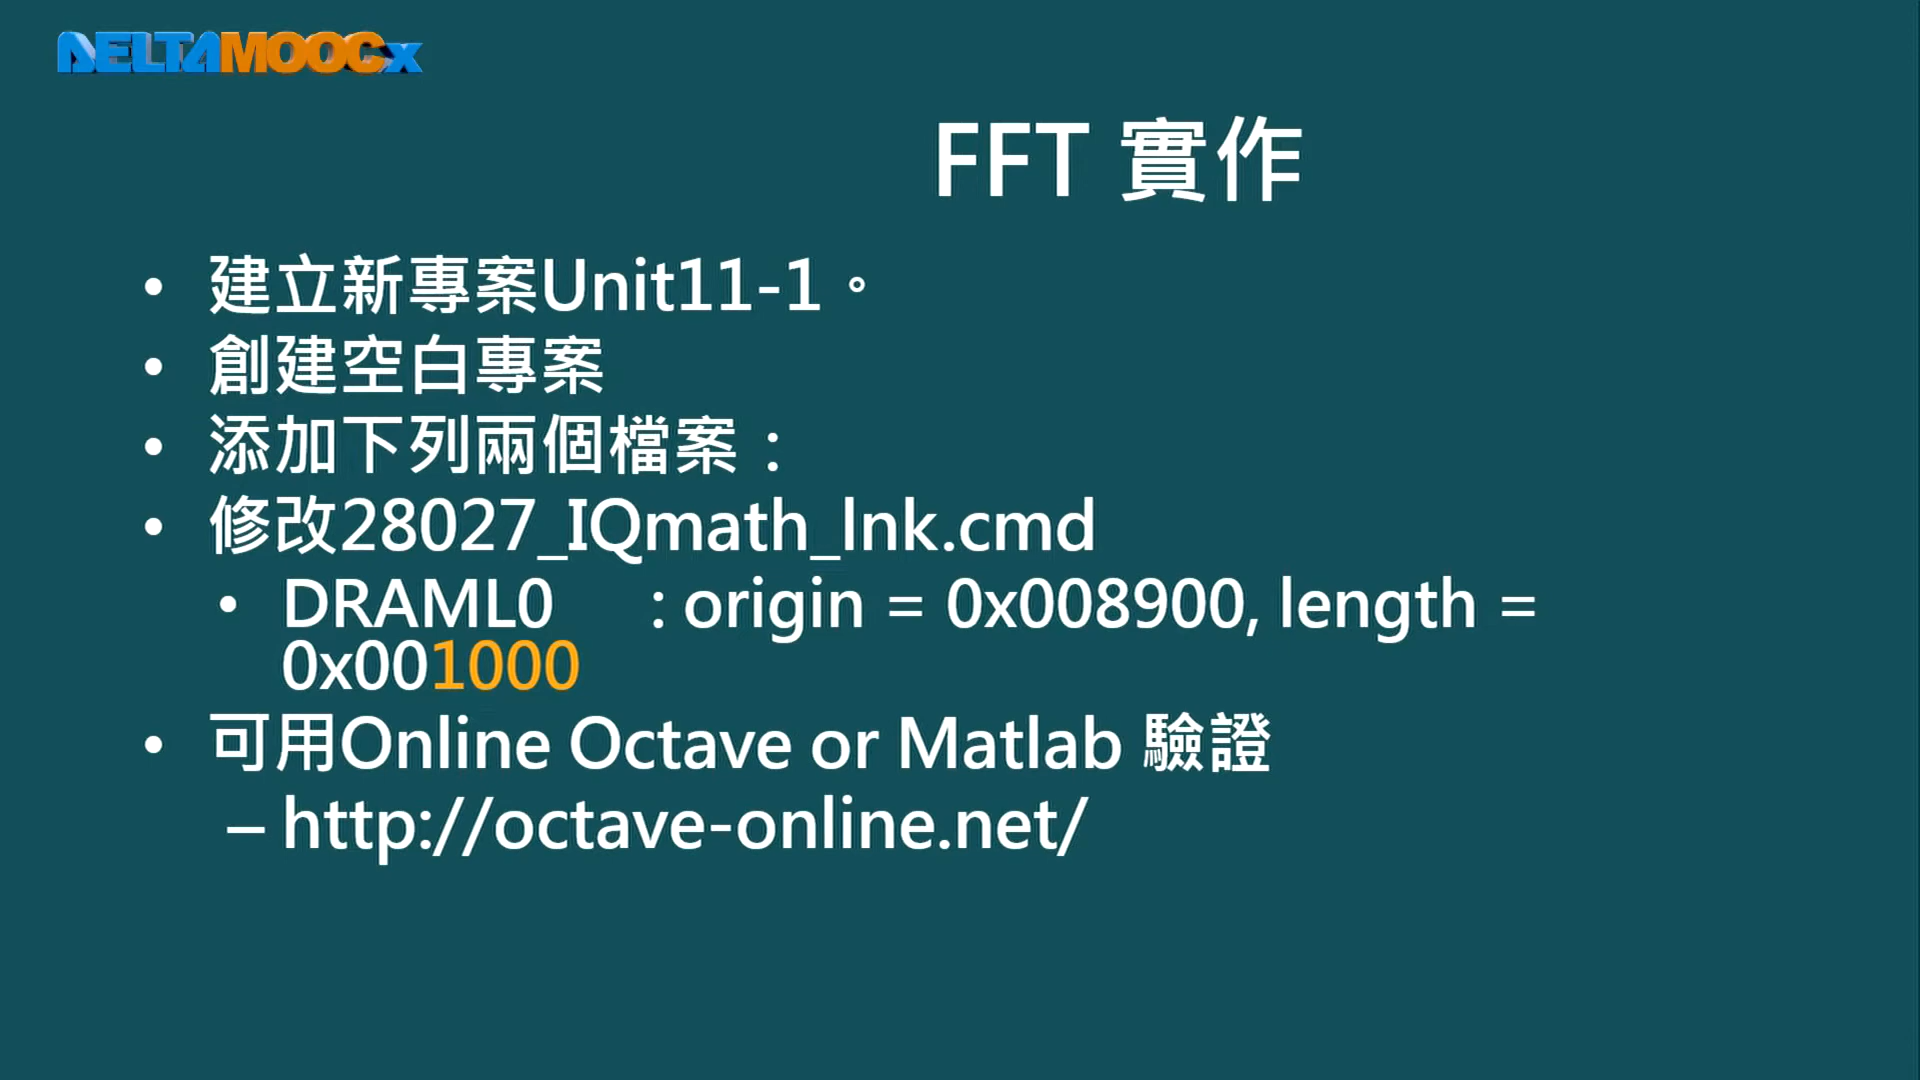 DELTAMOOCx
FFT 實作
• 建立新專案Unit11-1。
• 創建空白專案
• 添加下列兩個檔案：
• 修改28027_IQmath_lnk.cmd
• DRAML0 : origin = 0x008900, length =
0x001000
• 可用Online Octave or Matlab 驗證
– http://octave-online.net/